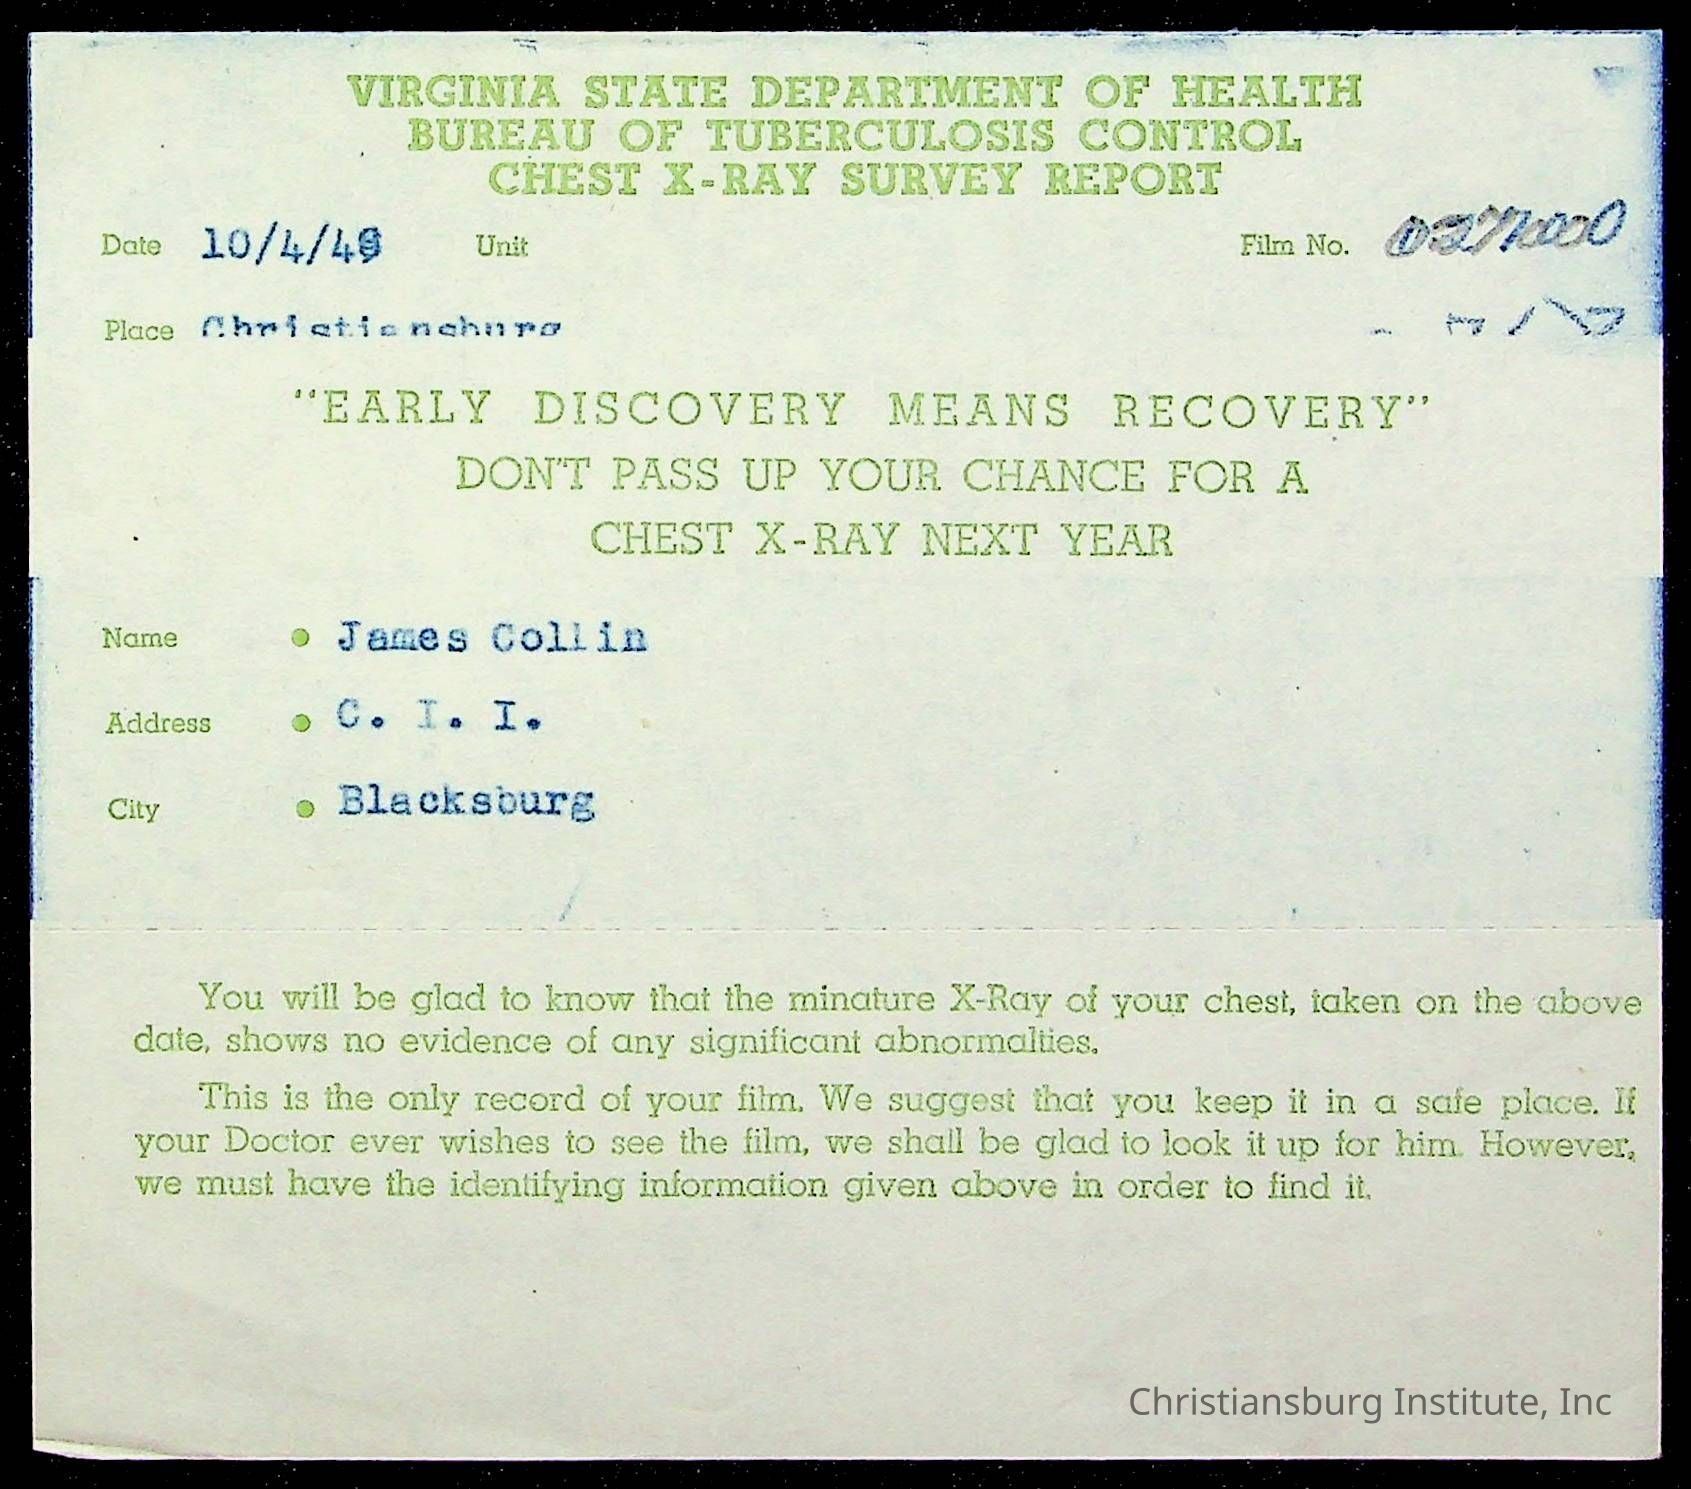 VIRGINIA STATE DEPARTMENT OF HEALTH
BUREAU OF TUBERCULOSIS CONTROL
CHEST X-RAY SURVEY REPORT
Date 10/4/49 Unit Film No.
Place Christiansburg
"EARLY DISCOVERY MEANS RECOVERY"
DON'T PASS UP YOUR CHANCE FOR A
CHEST X-RAY NEXT YEAR
Name • James Collin
Address • C. I. I.
City • Blacksburg
You will be glad to know that the minature X-Ray of your chest, taken on the above
date, shows no evidence of any significant abnormalties.
This is the only record of your film. We suggest that you keep it in a safe place. If
your Doctor ever wishes to see the film, we shall be glad to look it up for him. However,
we must have the identifying information given above in order to find it.
Christiansburg Institute, Inc